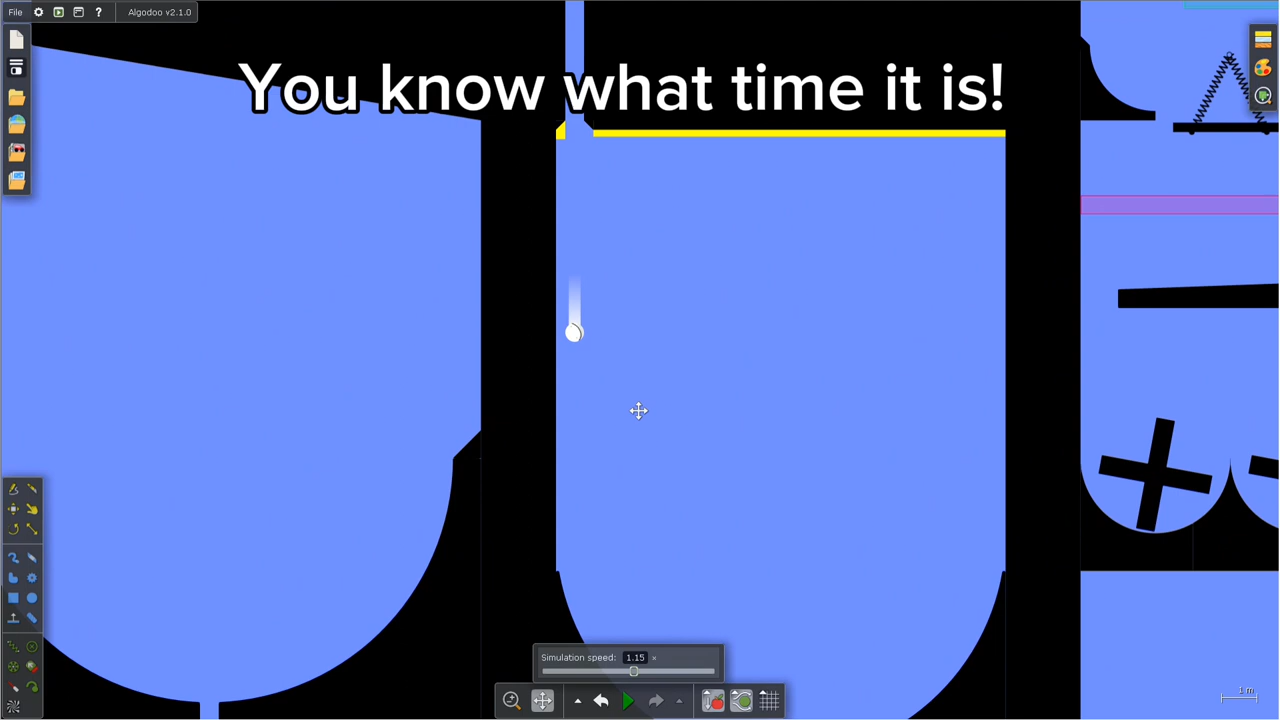 File
?
Algodoo v2.1.0
You know what time it is!
Simulation speed: 1.15 ×
1 m